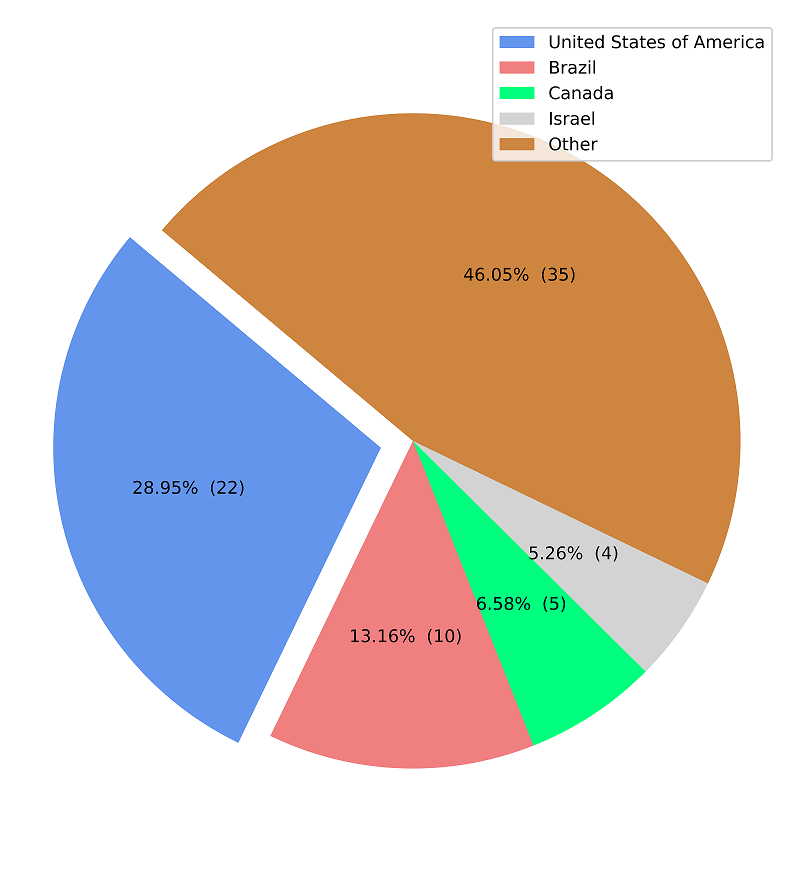 United States of America
Brazil
Canada
Israel
Other
46.05% (35)
28.95% (22)
5.26% (4)
6.58% (5)
13.16% (10)